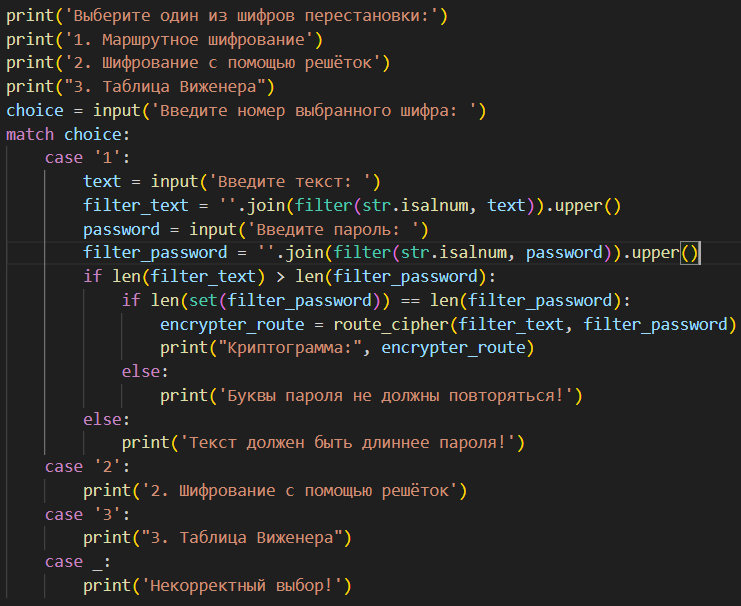 print('Выберите один из шифров перестановки:')
print('1. Маршрутное шифрование')
print('2. Шифрование с помощью решёток')
print("3. Таблица Виженера")
choice = input('Введите номер выбранного шифра: ')
match choice:
    case '1':
        text = input('Введите текст: ')
        filter_text = ''.join(filter(str.isalnum, text)).upper()
        password = input('Введите пароль: ')
        filter_password = ''.join(filter(str.isalnum, password)).upper()
        if len(filter_text) > len(filter_password):
            if len(set(filter_password)) == len(filter_password):
                encrypter_route = route_cipher(filter_text, filter_password)
                print("Криптограмма:", encrypter_route)
            else:
                print('Буквы пароля не должны повторяться!')
        else:
            print('Текст должен быть длиннее пароля!')
    case '2':
        print('2. Шифрование с помощью решёток')
    case '3':
        print("3. Таблица Виженера")
    case _:
        print('Некорректный выбор!')